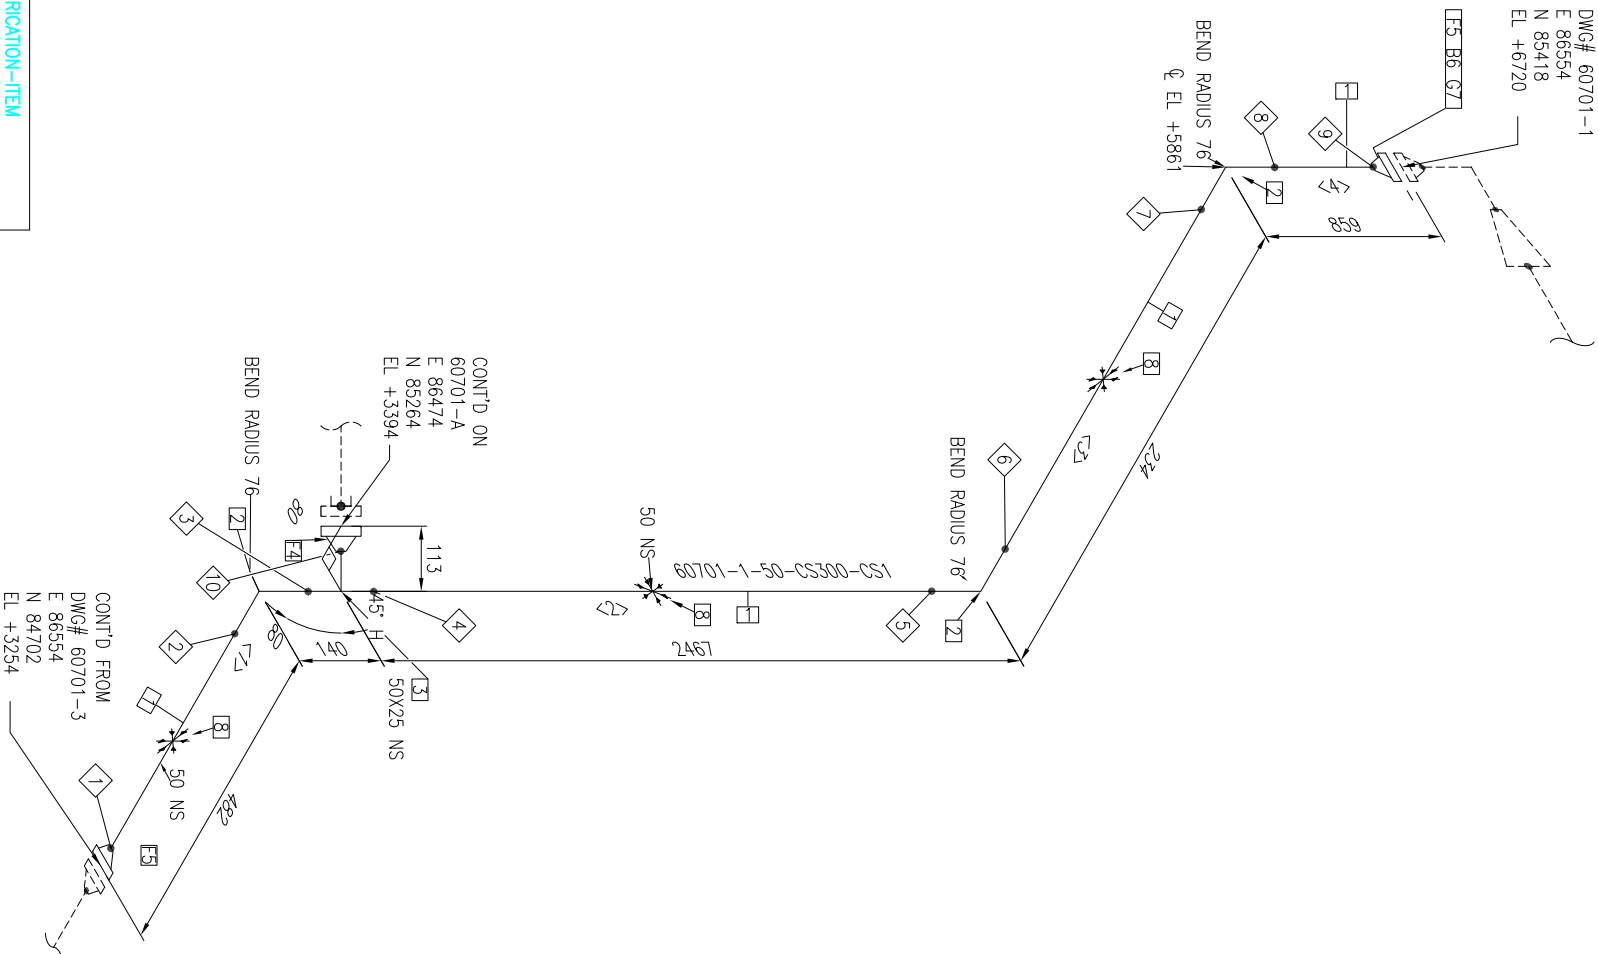 DWG# 60701-1
E 86554
N 85418
EL +6720
F5 B6 G7
1
BEND RADIUS 76
℄ EL +5861
8
9
2
<4>
859
7
1
8
<3>
234
6
BEND RADIUS 76
2
5
60701-1-50-CS300-CS1
50 NS
8
1
<2>
2467
CONT'D ON
60701-A
E 86474
N 85264
EL +3394
113
80
F4
10
BEND RADIUS 76
2
3
4
45°
H
80
140
3
50X25 NS
2
<1>
1
8
50 NS
482
1
F5
CONT'D FROM
DWG# 60701-3
E 86554
N 84702
EL +3254
RICATION-ITEM